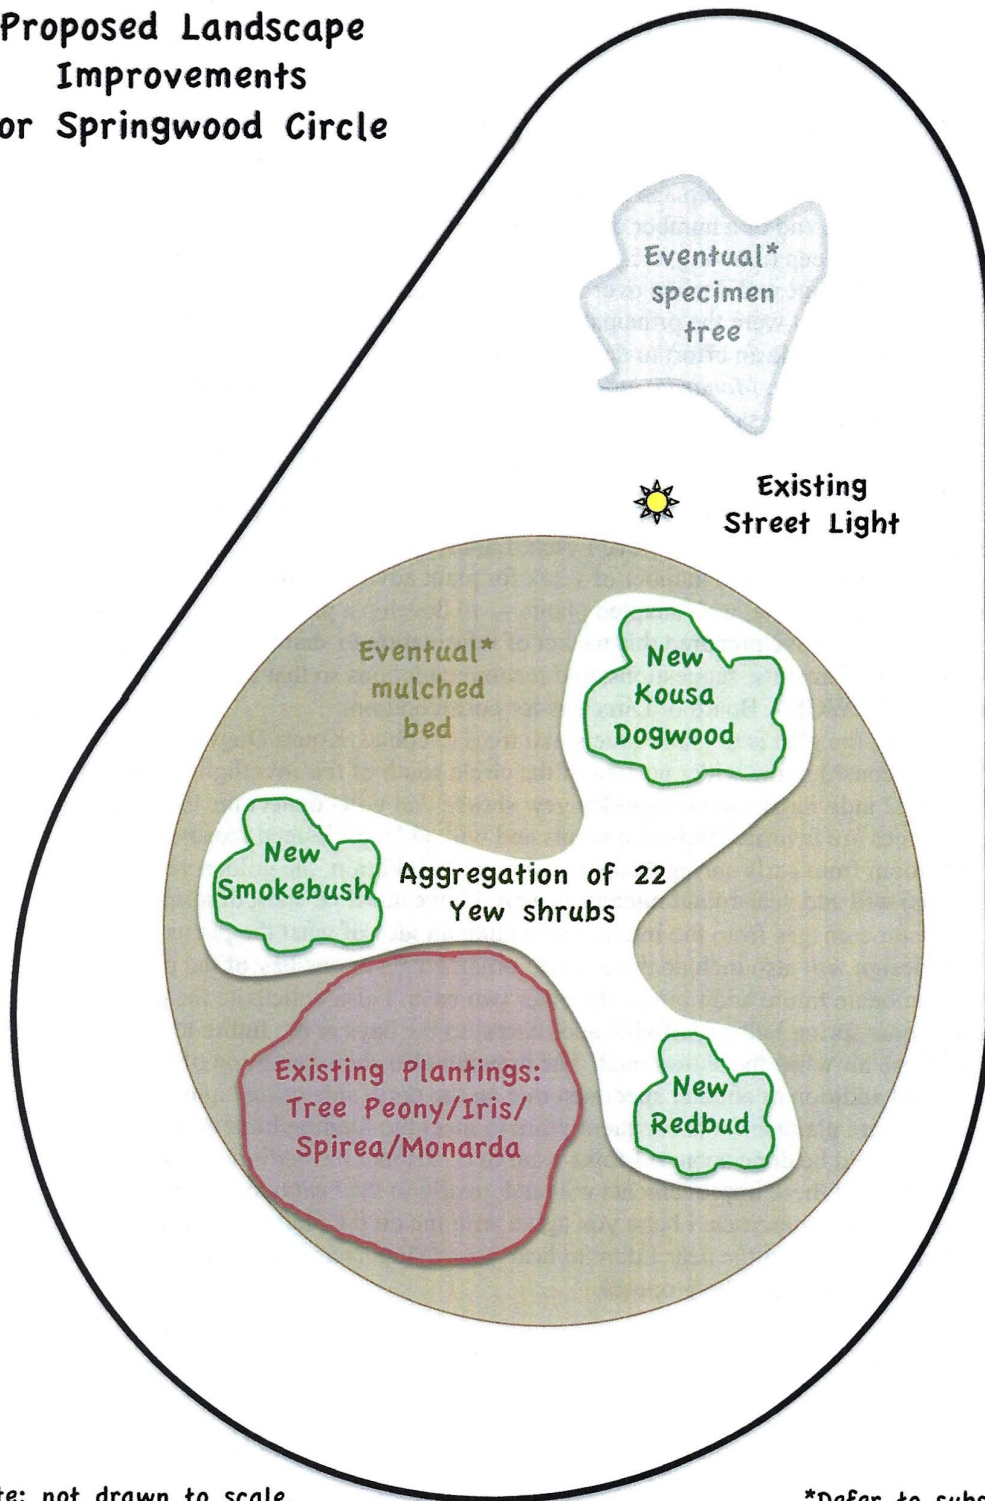 Proposed Landscape
Improvements
or Springwood Circle
Eventual*
specimen
tree
Existing
Street Light
Eventual*
mulched
bed
New
Kousa
Dogwood
New
Smokebush
Aggregation of 22
Yew shrubs
Existing Plantings:
Tree Peony/Iris/
Spirea/Monarda
New
Redbud
te: not drawn to scale
*Defer to subs